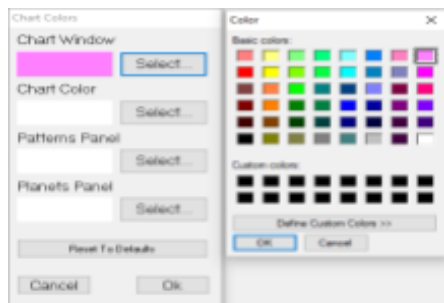 Chart Colors
Chart Window
Select...
Chart Color
Select...
Patterns Panel
Select...
Planets Panel
Select...
Reset To Defaults
Cancel
Ok
Color
Basic colors:
Custom colors:
Define Custom Colors >>
OK
Cancel